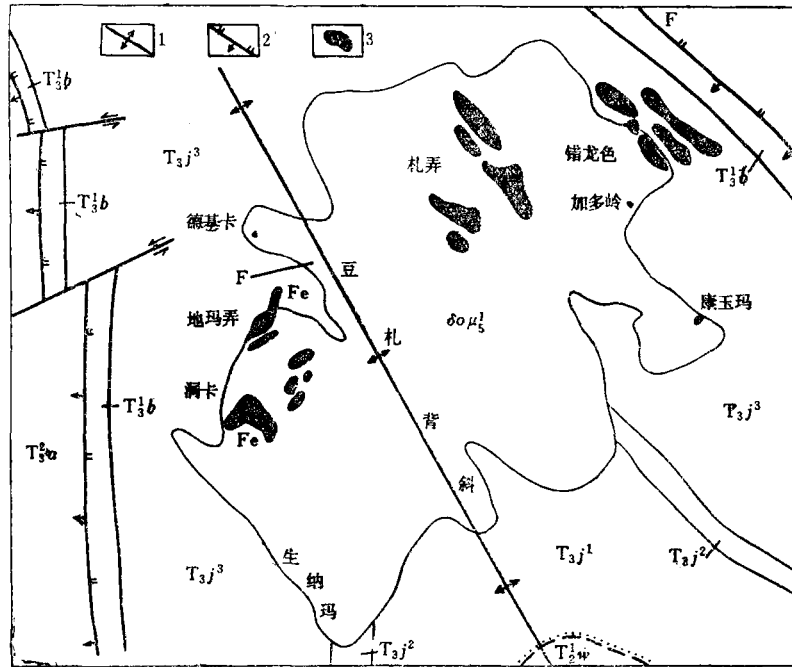 1
2
3
F
T₃¹b
T₃j³
札弄
错龙色
T₃¹b
T₃¹b
德基卡
加多岭
F
豆
Fe
地玛弄
δομ₅¹
康玉玛
札
涧卡
T₃¹b
背
T₃j³
Fe
T₃²a
斜
生
T₃j³
纳
T₃j¹
T₃j²
玛
T₃j²
T₂¹w